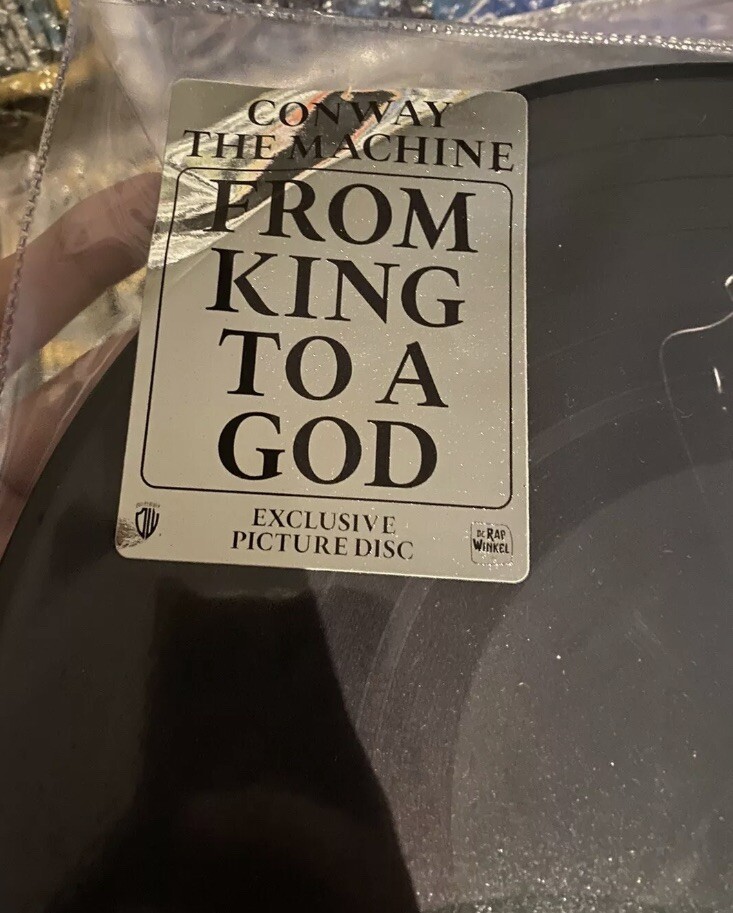 CONWAY
THE MACHINE
FROM
KING
TO A
GOD
EXCLUSIVE
PICTURE DISC
DE RAP
WINKEL